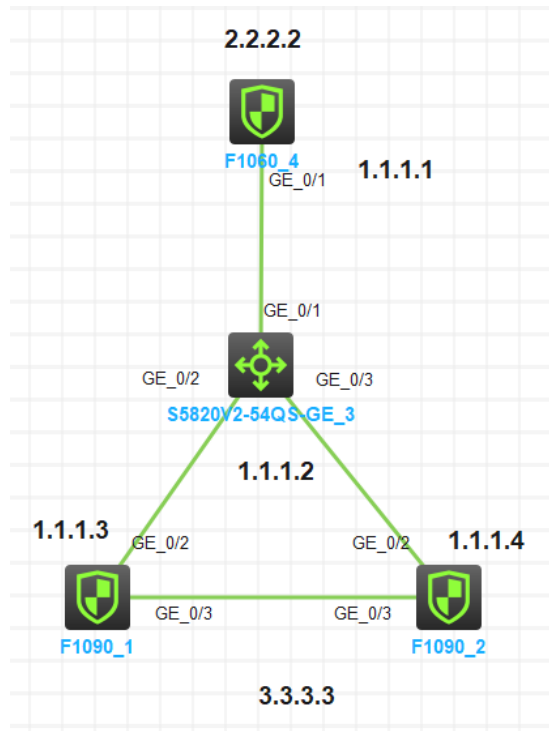 2.2.2.2
F1060_4
1.1.1.1
GE_0/1
GE_0/1
GE_0/2
GE_0/3
S5820V2-54QS-GE_3
1.1.1.2
1.1.1.3
GE_0/2
GE_0/2
1.1.1.4
GE_0/3
GE_0/3
F1090_1
F1090_2
3.3.3.3